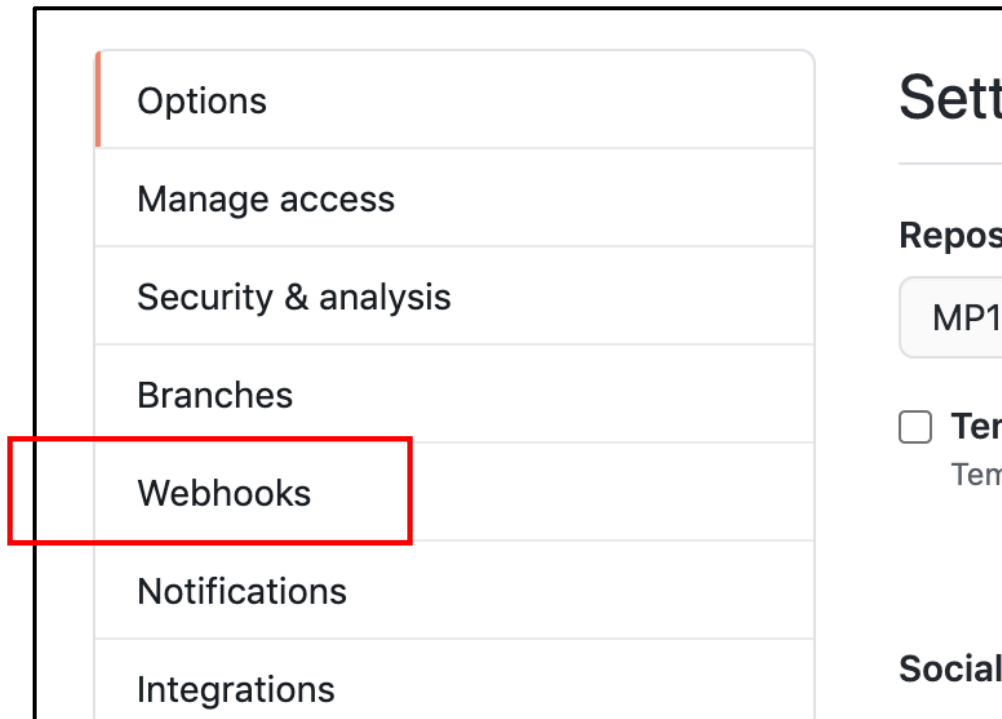 Options
Manage access
Security & analysis
Branches
Webhooks
Notifications
Integrations
Sett
Repos
MP1
Ter
Tem
Social